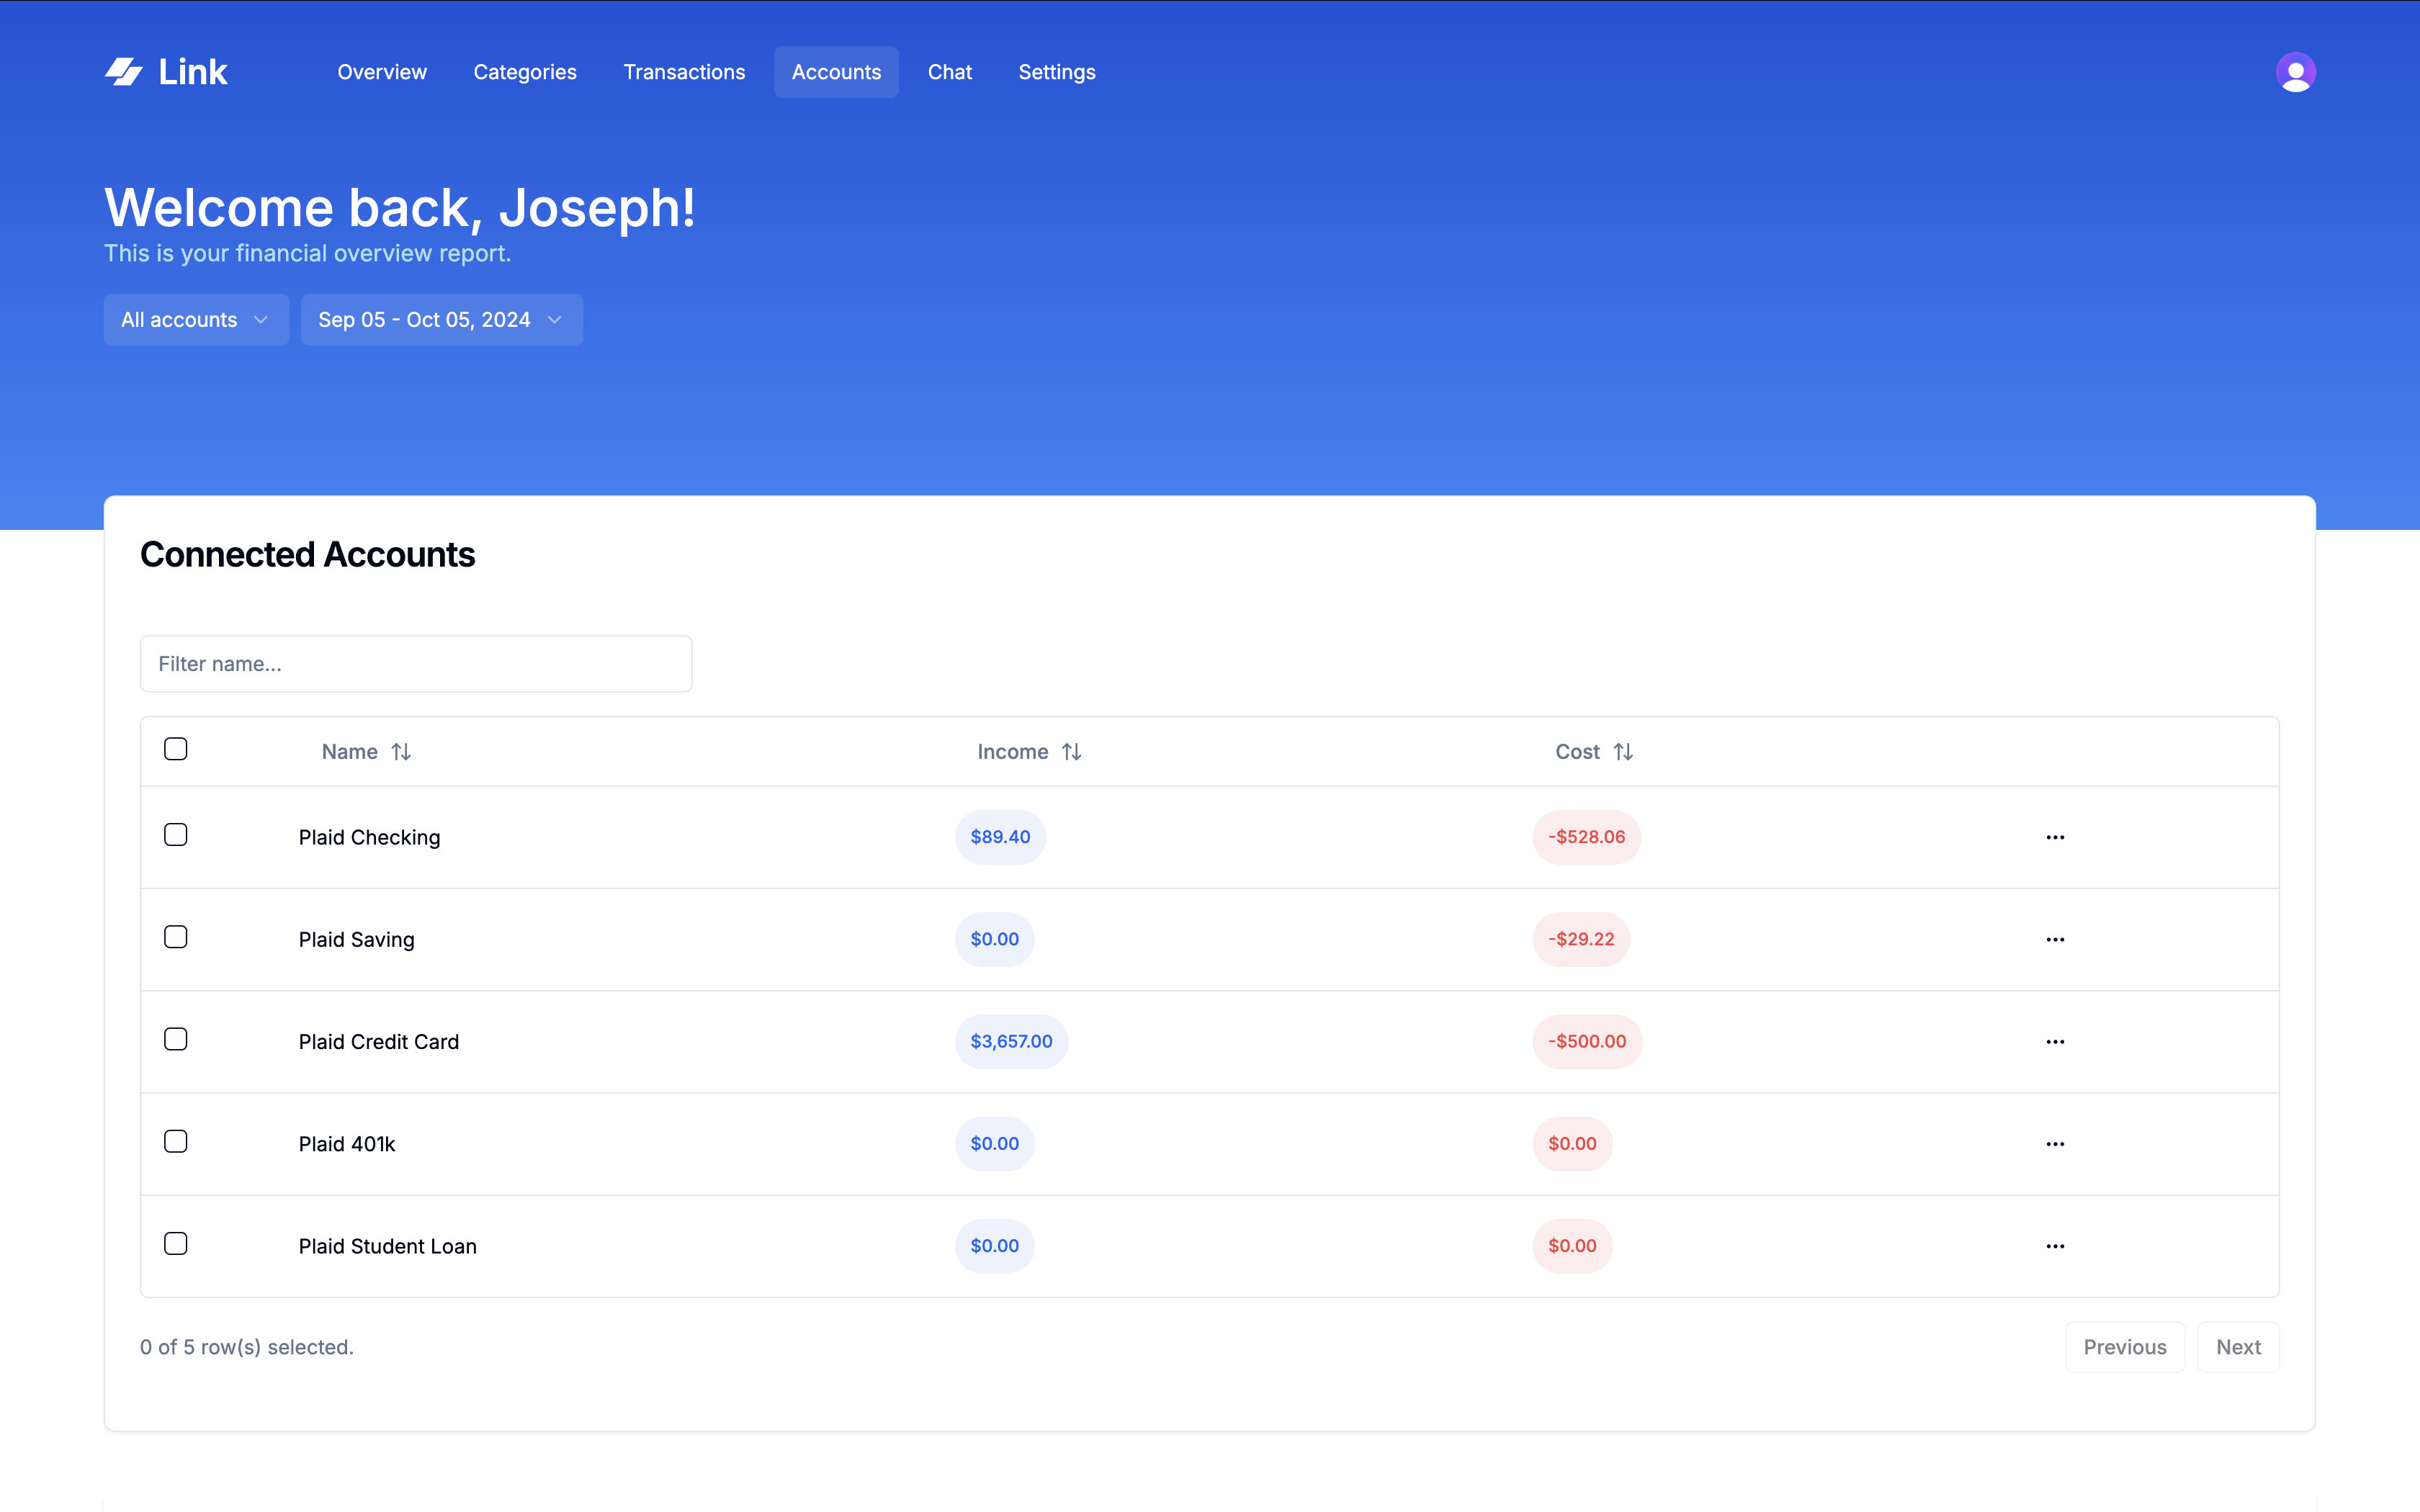 Link Overview Categories Transactions Accounts Chat Settings
Welcome back, Joseph!
This is your financial overview report.
All accounts Sep 05 - Oct 05, 2024
Connected Accounts
Filter name...
Name Income Cost
Plaid Checking $89.40 -$528.06
Plaid Saving $0.00 -$29.22
Plaid Credit Card $3,657.00 -$500.00
Plaid 401k $0.00 $0.00
Plaid Student Loan $0.00 $0.00
0 of 5 row(s) selected. Previous Next